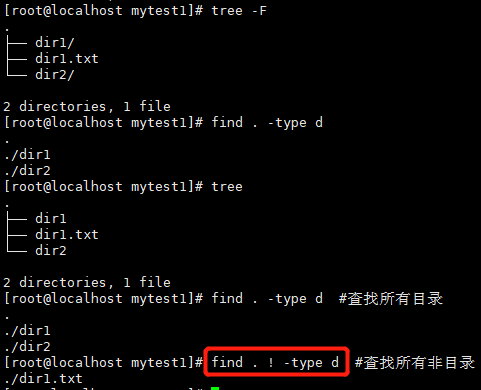 [root@localhost mytest1]# tree -F
.
├── dir1/
├── dir1.txt
└── dir2/
2 directories, 1 file
[root@localhost mytest1]# find . -type d
.
./dir1
./dir2
[root@localhost mytest1]# tree
.
├── dir1
├── dir1.txt
└── dir2
2 directories, 1 file
[root@localhost mytest1]# find . -type d  #查找所有目录
.
./dir1
./dir2
[root@localhost mytest1]# find . ! -type d  #查找所有非目录
./dir1.txt